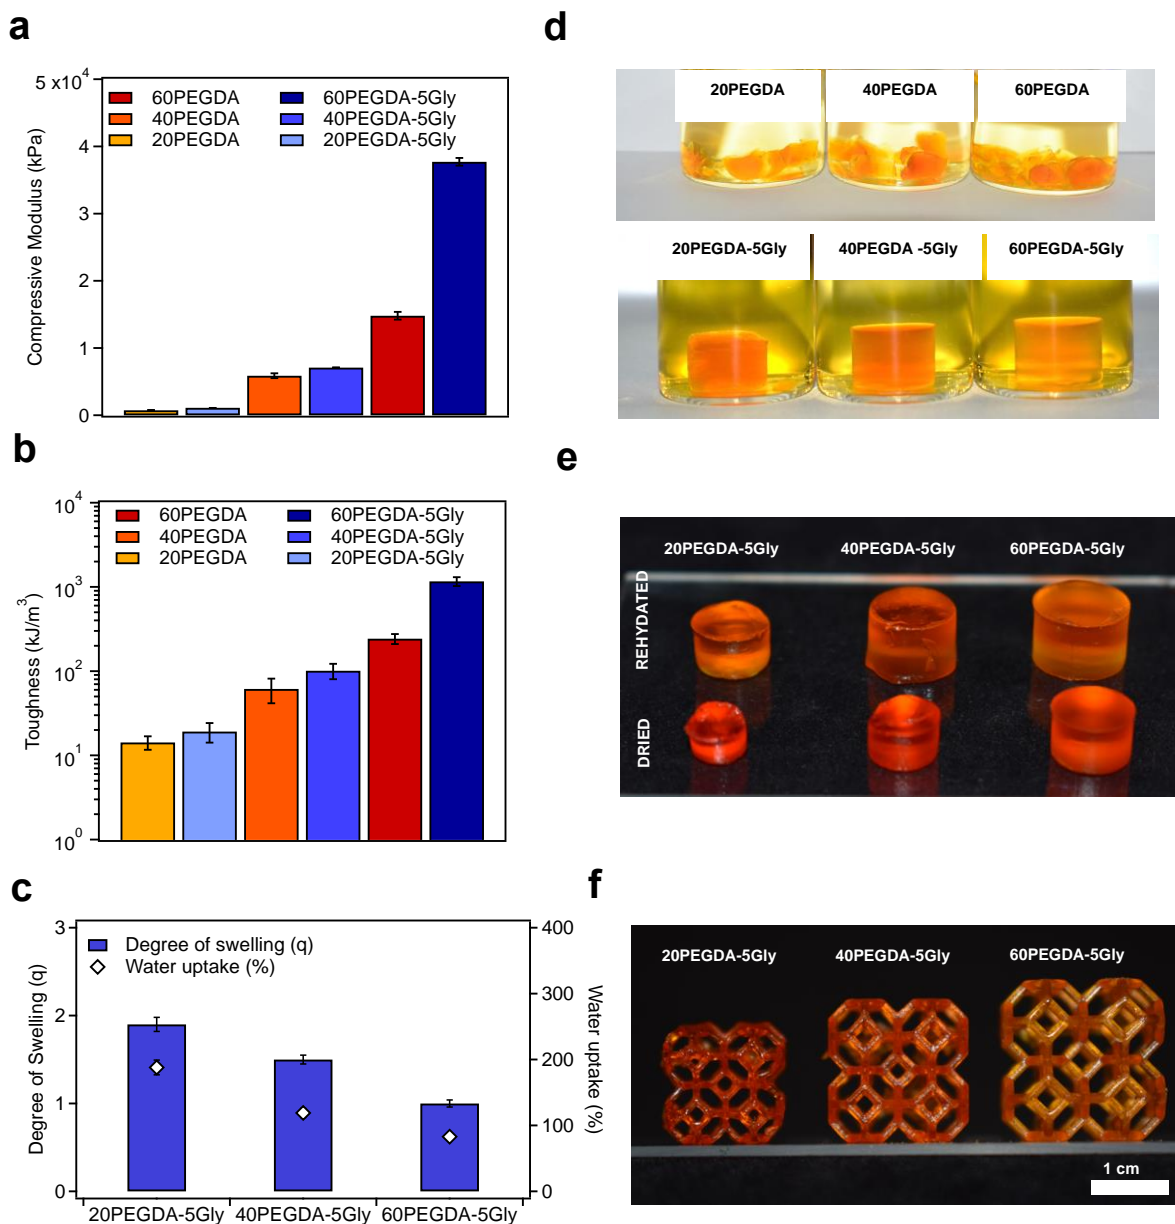 a
5 x10⁴
4
3
2
1
0
Compressive Modulus (kPa)
60PEGDA
40PEGDA
20PEGDA
60PEGDA-5Gly
40PEGDA-5Gly
20PEGDA-5Gly
b
10⁴
10³
10²
10¹
10⁰
Toughness (kJ/m³)
60PEGDA
40PEGDA
20PEGDA
60PEGDA-5Gly
40PEGDA-5Gly
20PEGDA-5Gly
c
3
2
1
0
Degree of Swelling (q)
Degree of swelling (q)
Water uptake (%)
400
300
200
100
0
Water uptake (%)
20PEGDA-5Gly 40PEGDA-5Gly 60PEGDA-5Gly
d
20PEGDA 40PEGDA 60PEGDA
20PEGDA-5Gly 40PEGDA -5Gly 60PEGDA-5Gly
e
20PEGDA-5Gly 40PEGDA-5Gly 60PEGDA-5Gly
REHYDATED
DRIED
f
20PEGDA-5Gly 40PEGDA-5Gly 60PEGDA-5Gly
1 cm